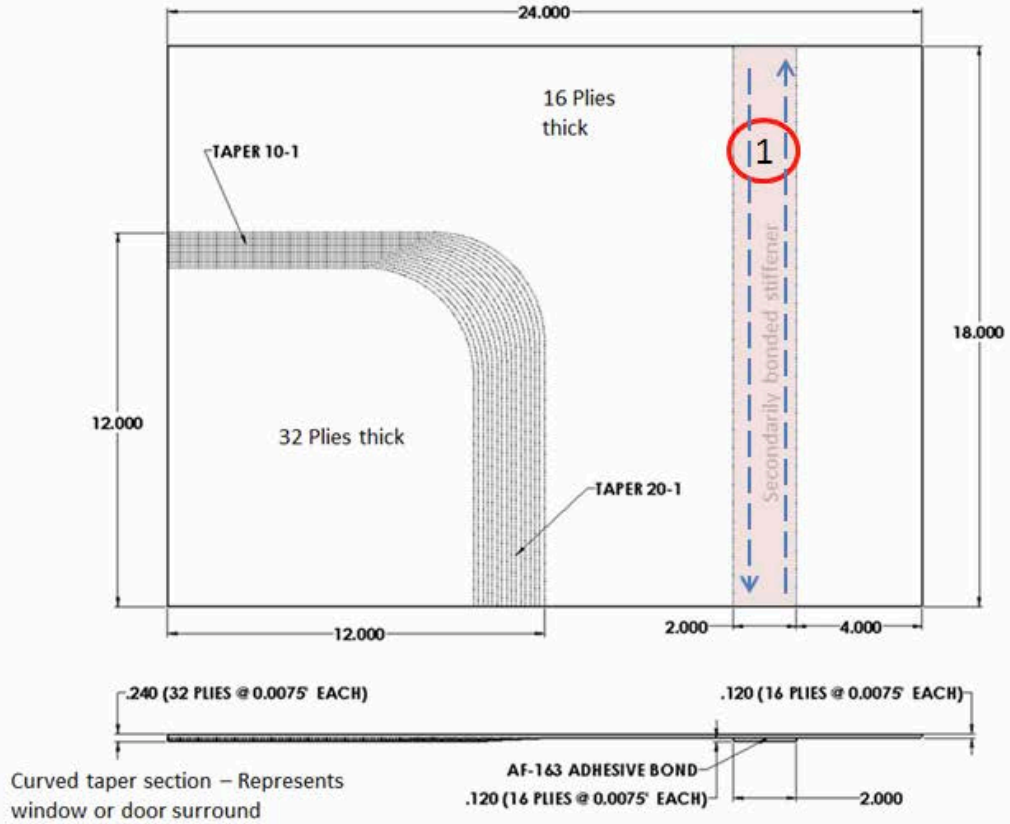 24.000
16 Plies
thick
1
TAPER 10-1
Secondarily bonded stiffener
18.000
12.000
32 Plies thick
TAPER 20-1
12.000
2.000
4.000
.240 (32 PLIES @ 0.0075' EACH)
.120 (16 PLIES @ 0.0075' EACH)
AF-163 ADHESIVE BOND
.120 (16 PLIES @ 0.0075' EACH)
2.000
Curved taper section – Represents
window or door surround